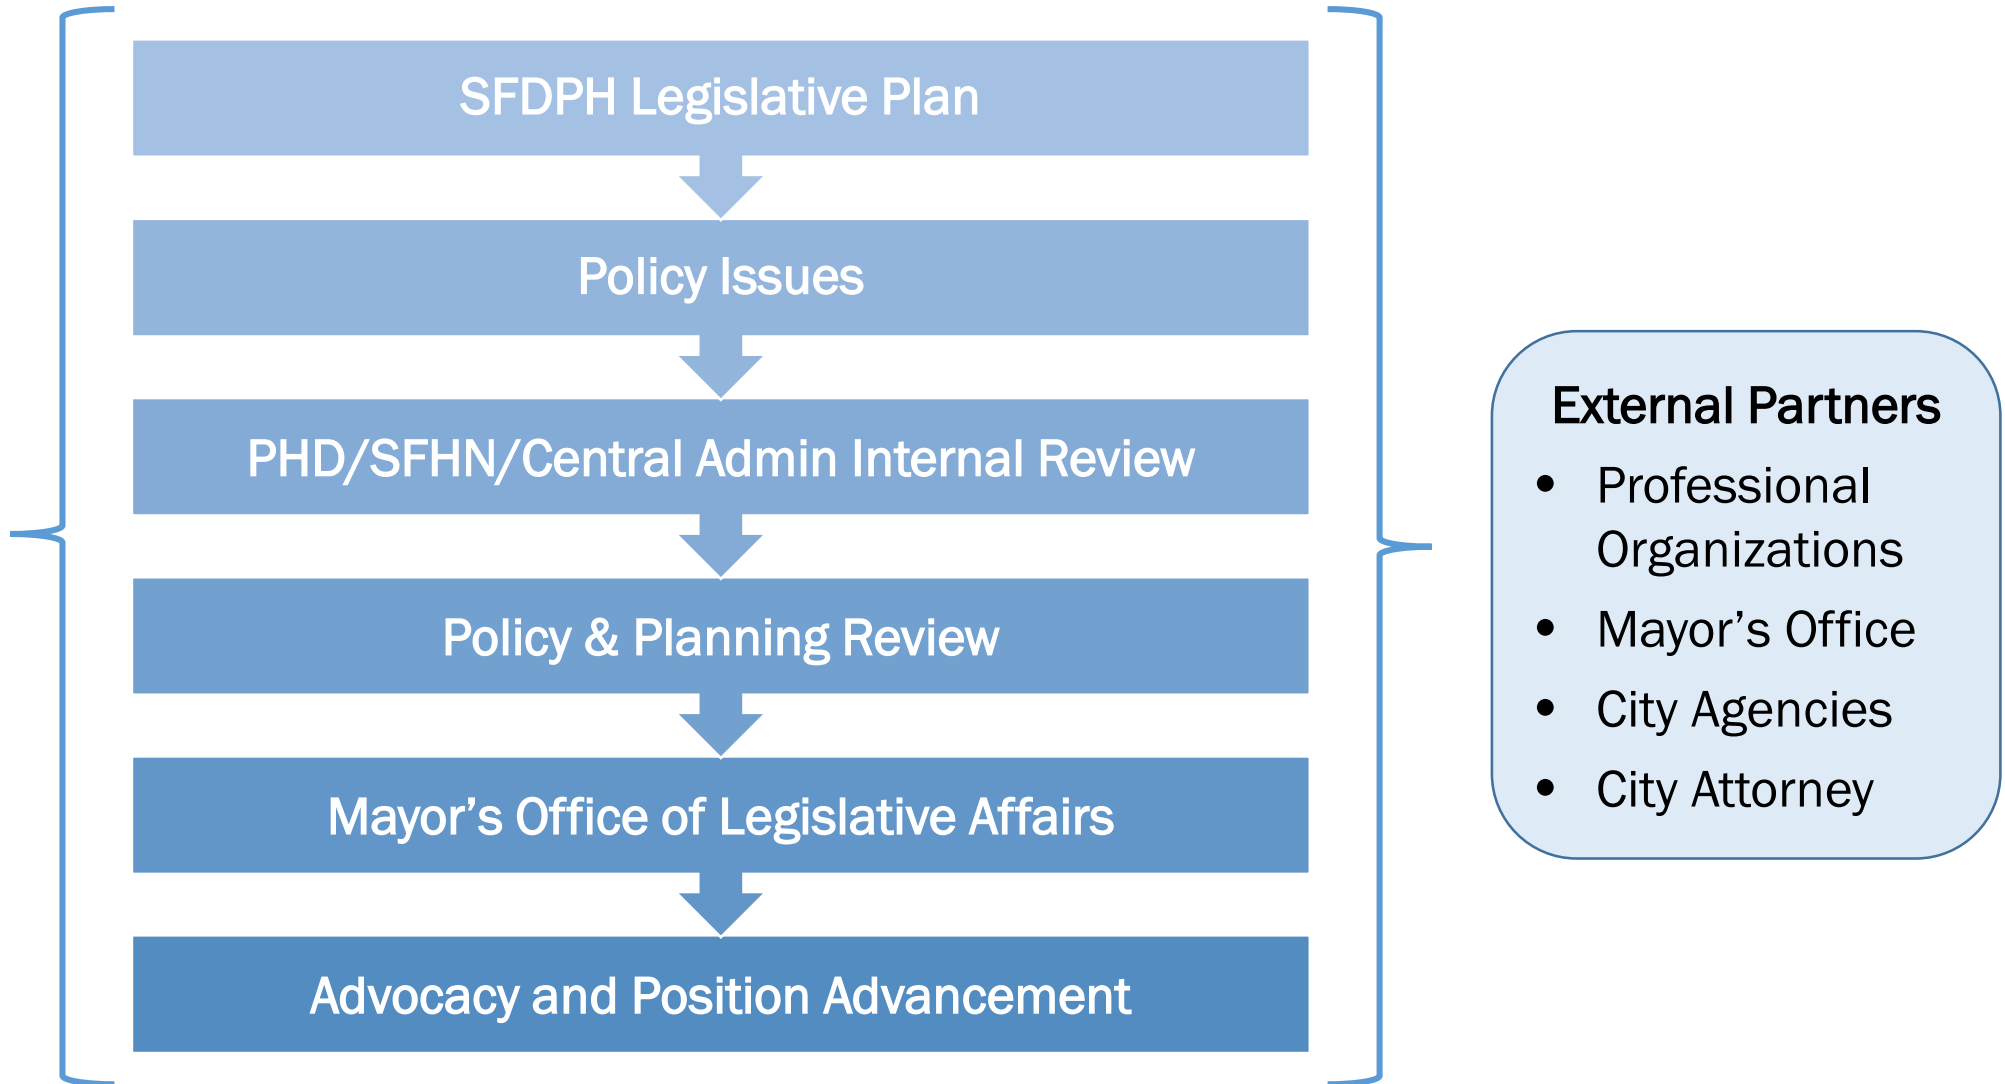 SFDPH Legislative Plan
Policy Issues
PHD/SFHN/Central Admin Internal Review
Policy & Planning Review
Mayor’s Office of Legislative Affairs
Advocacy and Position Advancement
External Partners
• Professional
Organizations
• Mayor’s Office
• City Agencies
• City Attorney